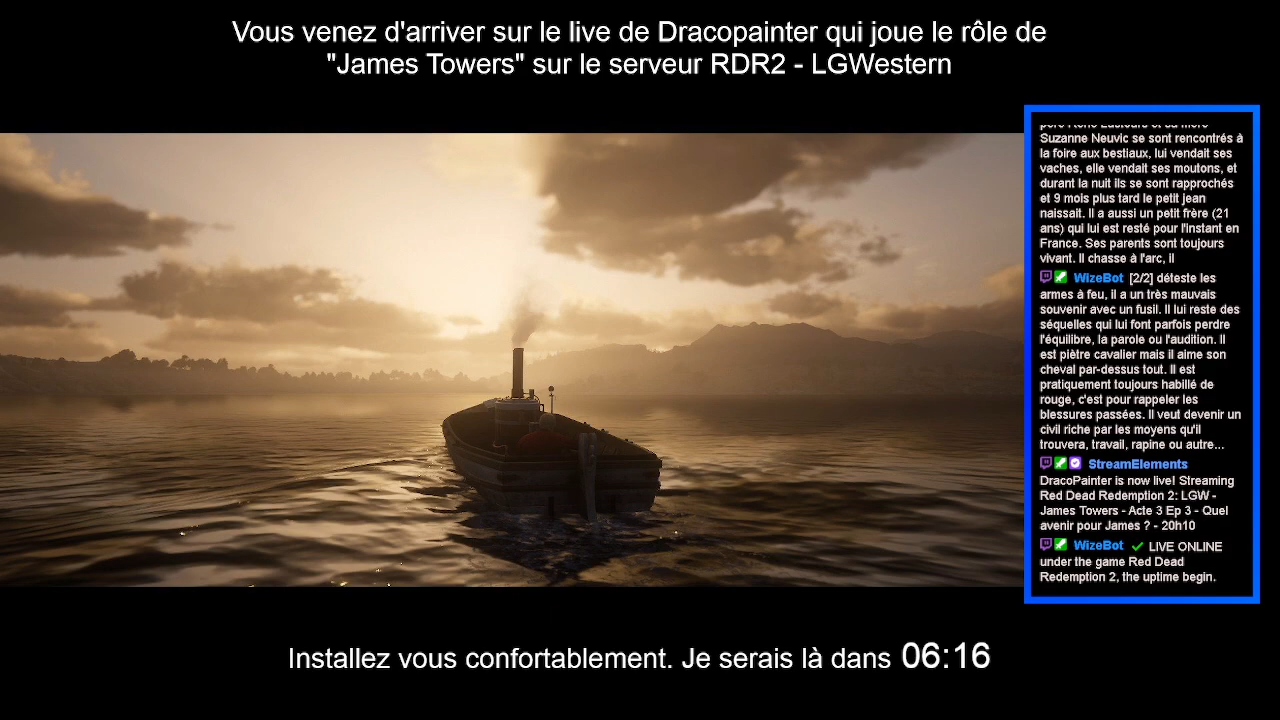 Vous venez d'arriver sur le live de Dracopainter qui joue le rôle de
"James Towers" sur le serveur RDR2 - LGWestern
Suzanne Neuvic se sont rencontrés à
la foire aux bestiaux, lui vendait ses
vaches, elle vendait ses moutons, et
durant la nuit ils se sont rapprochés
et 9 mois plus tard le petit jean
naissait. Il a aussi un petit frère (21
ans) qui lui est resté pour l'instant en
France. Ses parents sont toujours
vivant. Il chasse à l'arc, il
WizeBot [2/2] déteste les
armes à feu, il a un très mauvais
souvenir avec un fusil. Il lui reste des
séquelles qui lui font parfois perdre
l'équilibre, la parole ou l'audition. Il
est piètre cavalier mais il aime son
cheval par-dessus tout. Il est
pratiquement toujours habillé de
rouge, c'est pour rappeler les
blessures passées. Il veut devenir un
civil riche par les moyens qu'il
trouvera, travail, rapine ou autre...
StreamElements
DracoPainter is now live! Streaming
Red Dead Redemption 2: LGW -
James Towers - Acte 3 Ep 3 - Quel
avenir pour James ? - 20h10
WizeBot LIVE ONLINE
under the game Red Dead
Redemption 2, the uptime begin.
Installez vous confortablement. Je serais là dans 06:16